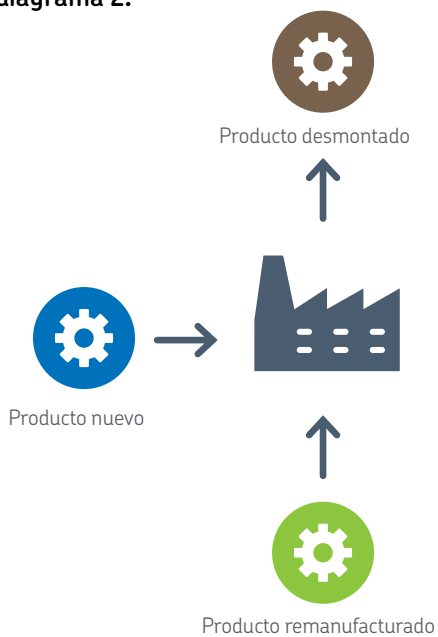 diagrama 2.
Producto desmontado
Producto nuevo
Producto remanufacturado